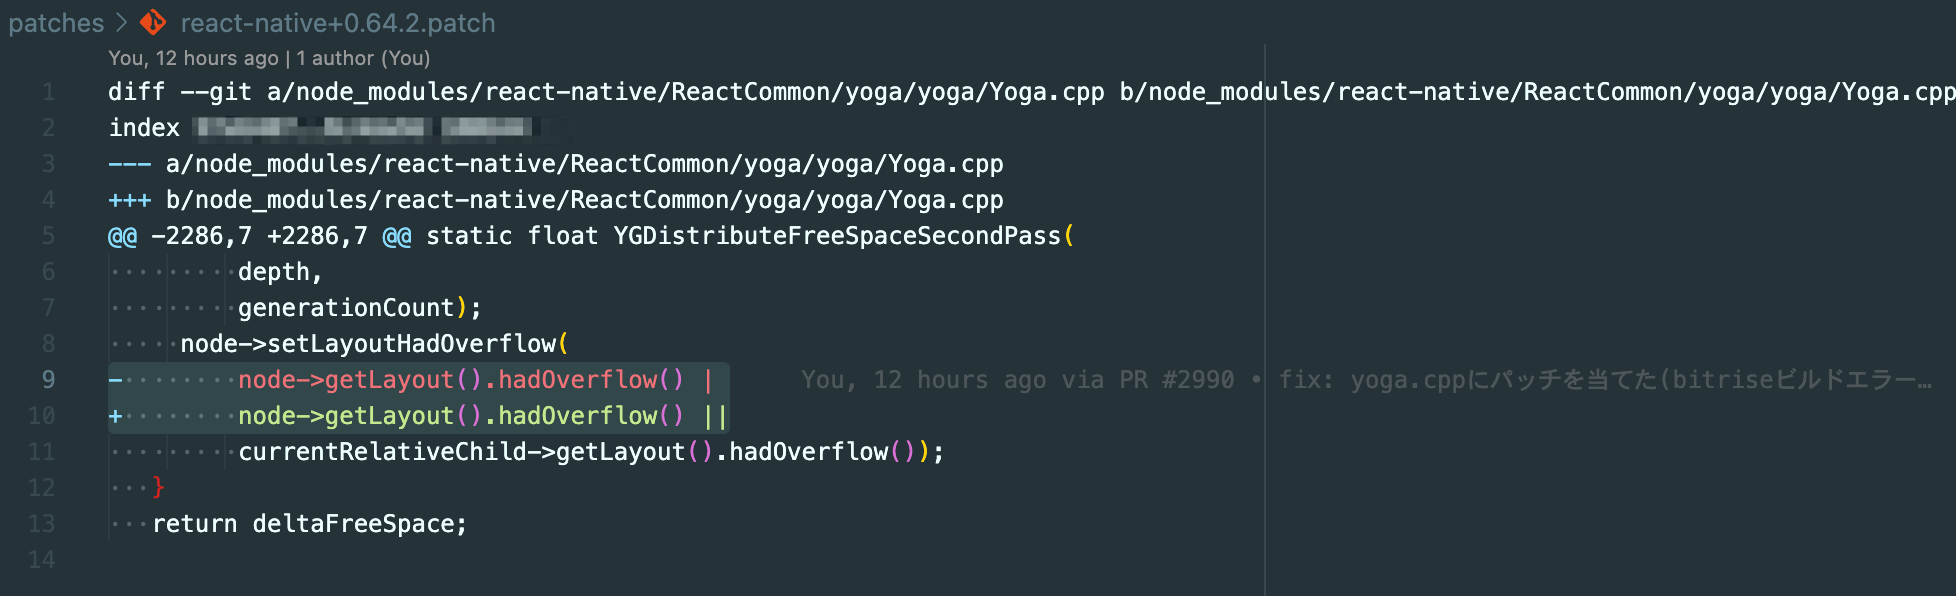 patches > react-native+0.64.2.patch
You, 12 hours ago | 1 author (You)
1 diff --git a/node_modules/react-native/ReactCommon/yoga/yoga/Yoga.cpp b/node_modules/react-native/ReactCommon/yoga/yoga/Yoga.cpp
2 index
3 --- a/node_modules/react-native/ReactCommon/yoga/yoga/Yoga.cpp
4 +++ b/node_modules/react-native/ReactCommon/yoga/yoga/Yoga.cpp
5 @@ -2286,7 +2286,7 @@ static float YGDistributeFreeSpaceSecondPass(
6 ·········depth,
7 ·········generationCount);
8 ·····node->setLayoutHadOverflow(
9 -········node->getLayout().hadOverflow() | You, 12 hours ago via PR #2990 • fix: yoga.cppにパッチを当てた(bitriseビルドエラー…
10 +········node->getLayout().hadOverflow() ||
11 ·········currentRelativeChild->getLayout().hadOverflow());
12 ···}
13 ···return deltaFreeSpace;
14